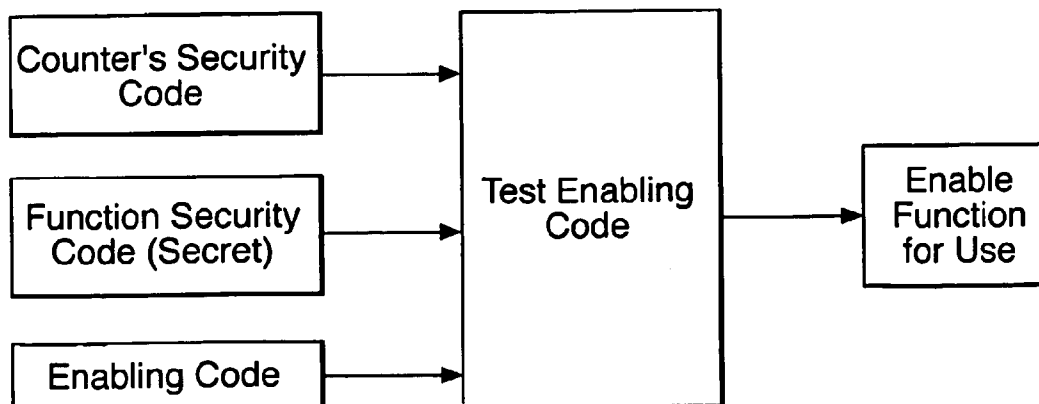 Counter's Security
Code
Function Security
Code (Secret)
Enabling Code
Test Enabling
Code
Enable
Function
for Use